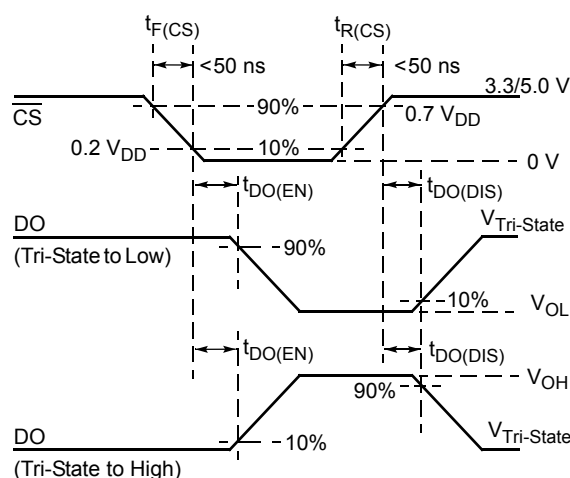 tF(CS) tR(CS)
<50 ns <50 ns
3.3/5.0 V
CS 90% 0.7 VDD
0.2 VDD 10%
0 V
tDO(EN) tDO(DIS)
DO VTri-State
(Tri-State to Low) 90%
10%
VOL
tDO(EN) tDO(DIS)
VOH
90%
DO 10% VTri-State
(Tri-State to High)